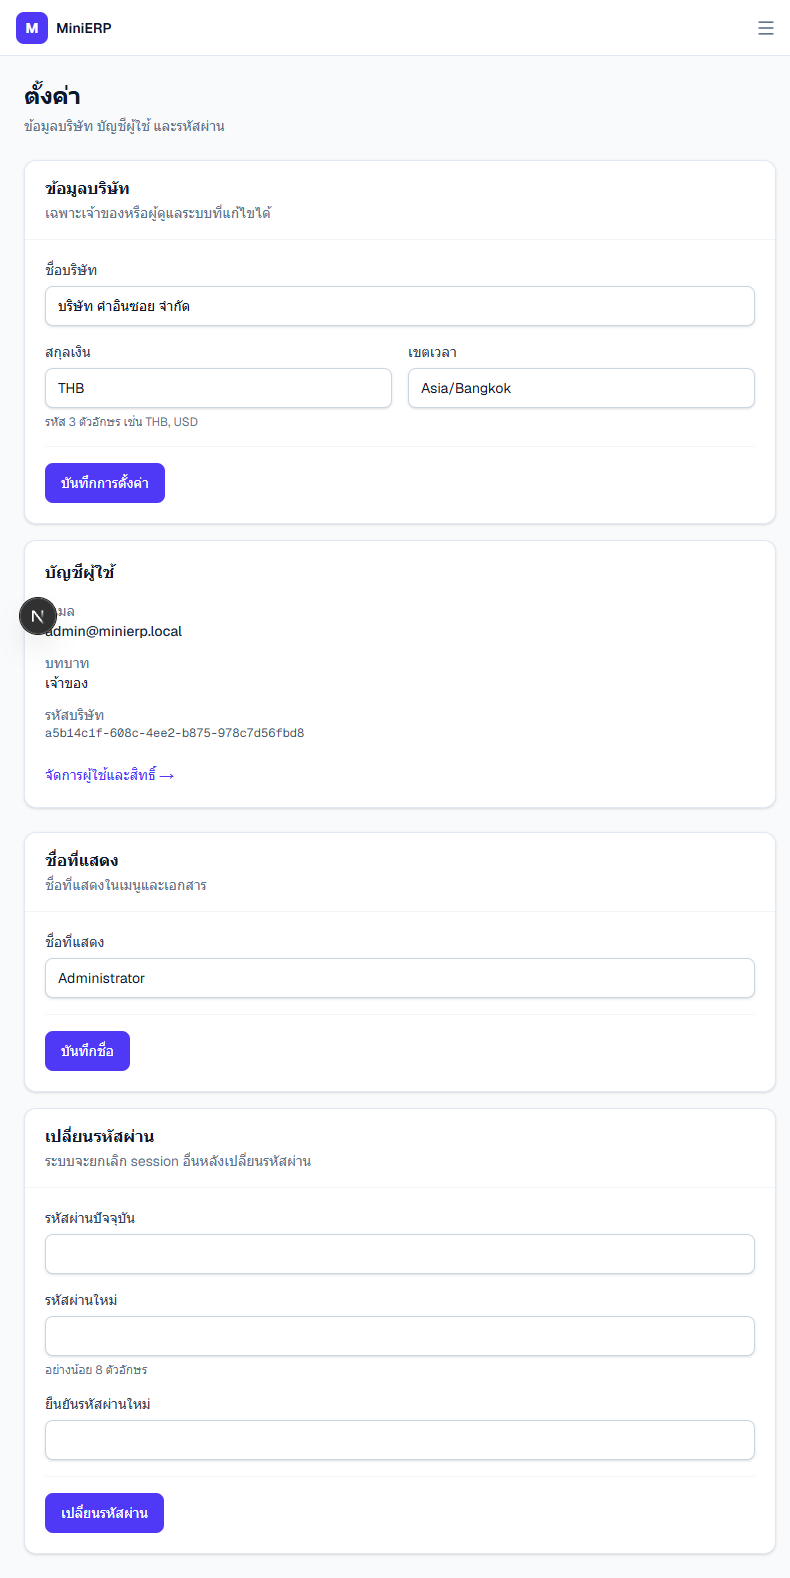 M MiniERP
ตั้งค่า
ข้อมูลบริษัท บัญชีผู้ใช้ และรหัสผ่าน
ข้อมูลบริษัท
เฉพาะเจ้าของหรือผู้ดูแลระบบที่แก้ไขได้
ชื่อบริษัท
บริษัท ศำอินซอย จำกัด
สกุลเงิน
เขตเวลา
THB
Asia/Bangkok
รหัส 3 ตัวอักษร เช่น THB, USD
บันทึกการตั้งค่า
บัญชีผู้ใช้
N
เมล
admin@minierp.local
บทบาท
เจ้าของ
รหัสบริษัท
a5b14c1f-608c-4ee2-b875-978c7d56fbd8
จัดการผู้ใช้และสิทธิ์ →
ชื่อที่แสดง
ชื่อที่แสดงในเมนูและเอกสาร
ชื่อที่แสดง
Administrator
บันทึกชื่อ
เปลี่ยนรหัสผ่าน
ระบบจะยกเลิก session อื่นหลังเปลี่ยนรหัสผ่าน
รหัสผ่านปัจจุบัน
รหัสผ่านใหม่
อย่างน้อย 8 ตัวอักษร
ยืนยันรหัสผ่านใหม่
เปลี่ยนรหัสผ่าน